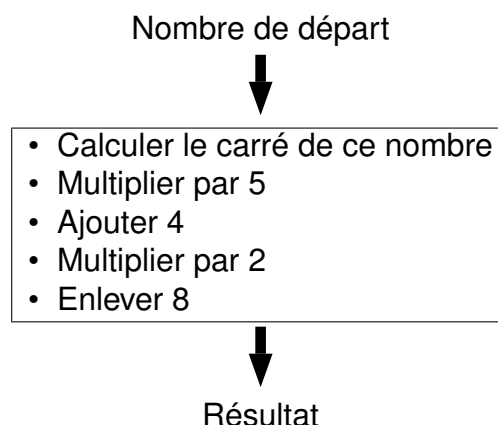 Nombre de départ
• Calculer le carré de ce nombre
• Multiplier par 5
• Ajouter 4
• Multiplier par 2
• Enlever 8
Résultat